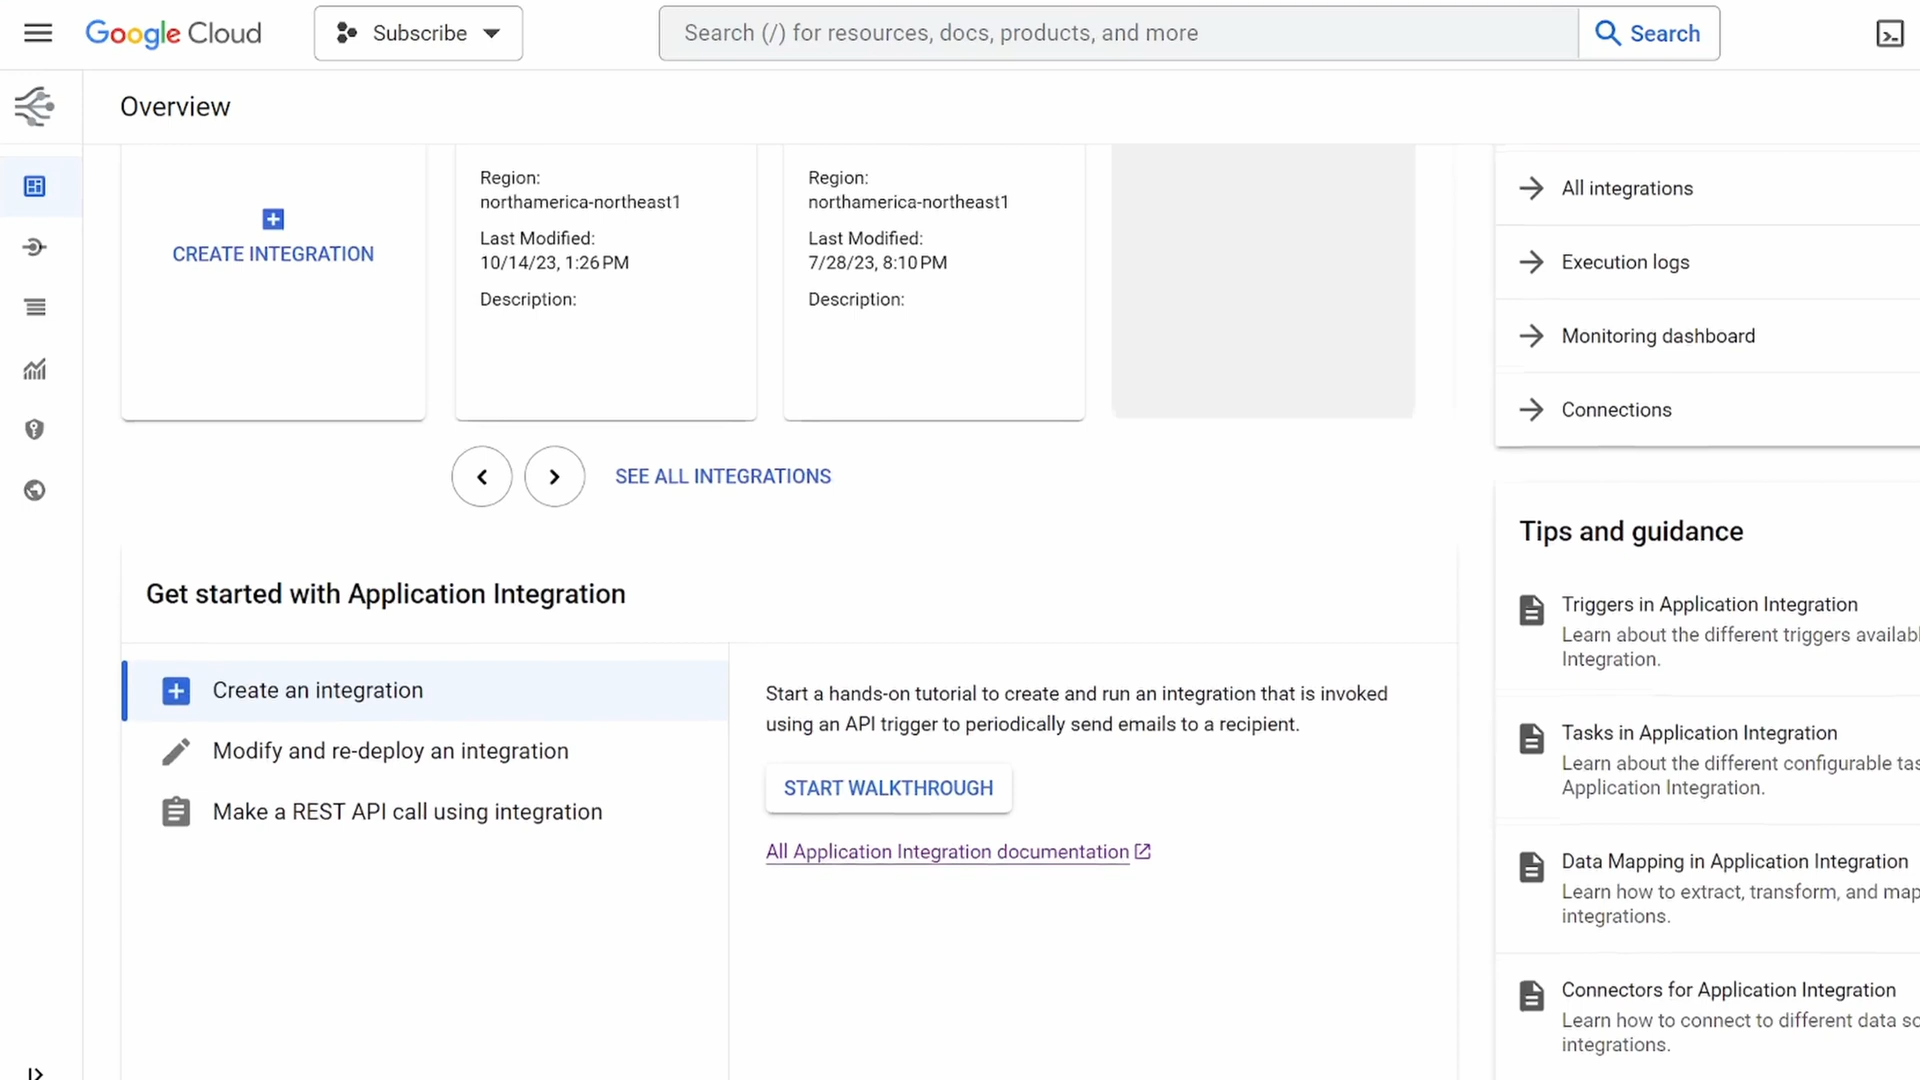 Google Cloud
Subscribe
Search (/) for resources, docs, products, and more
Search
Overview
CREATE INTEGRATION
Region:
northamerica-northeast1
Last Modified:
10/14/23, 1:26 PM
Description:
Region:
northamerica-northeast1
Last Modified:
7/28/23, 8:10 PM
Description:
SEE ALL INTEGRATIONS
All integrations
Execution logs
Monitoring dashboard
Connections
Get started with Application Integration
Create an integration
Modify and re-deploy an integration
Make a REST API call using integration
Start a hands-on tutorial to create and run an integration that is invoked
using an API trigger to periodically send emails to a recipient.
START WALKTHROUGH
All Application Integration documentation
Tips and guidance
Triggers in Application Integration
Learn about the different triggers
Integration.
Tasks in Application Integration
Learn about the different configurable
Application Integration.
Data Mapping in Application Integration
Learn how to extract, transform, and map
integrations.
Connectors for Application Integration
Learn how to connect to different data
integrations.